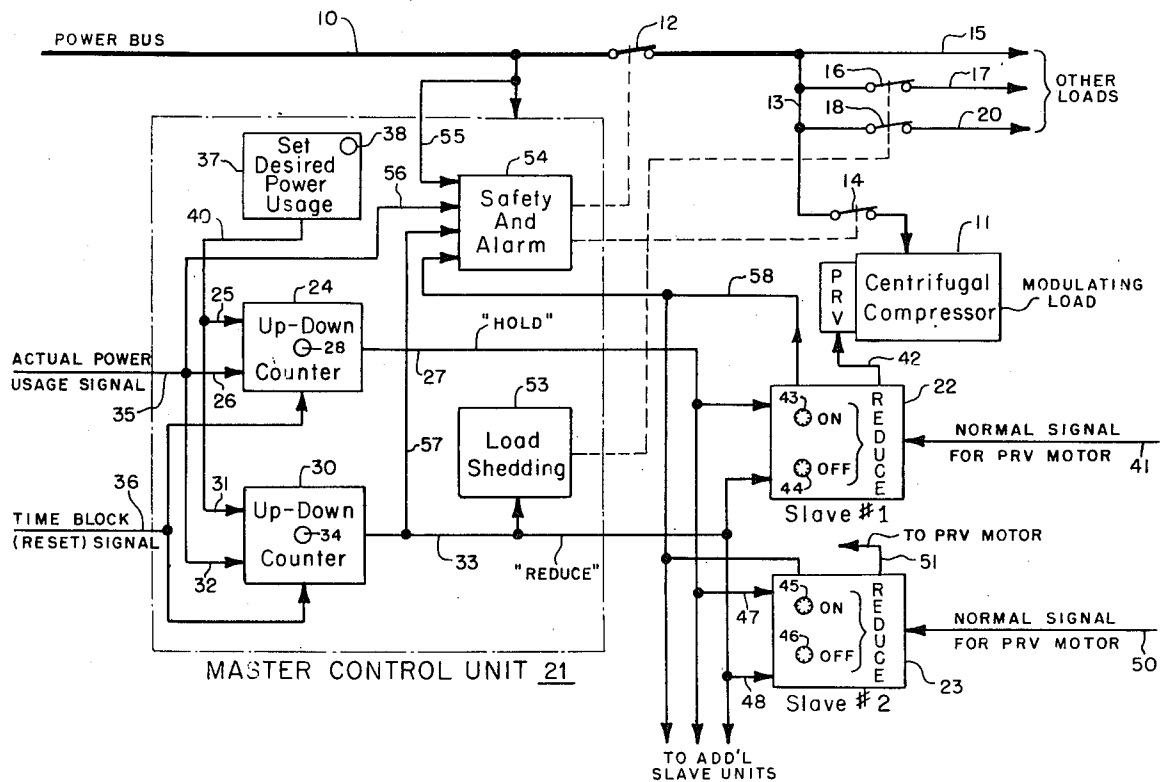 10
POWER BUS
12
15
16
17
OTHER
LOADS
13
18
20
55
Set
Desired
Power
Usage
38
37
54
56
Safety
And
Alarm
14
40
11
PRV
Centrifugal
Compressor
MODULATING
LOAD
58
24
25
Up-Down
28
Counter
"HOLD"
27
ACTUAL POWER
USAGE SIGNAL
35
26
42
22
43
ON
44
OFF
REDUCE
NORMAL SIGNAL
FOR PRV MOTOR
41
Slave #1
53
Load
Shedding
57
36
TIME BLOCK
(RESET) SIGNAL
30
31
Up-Down
34
Counter
32
33
"REDUCE"
TO PRV MOTOR
51
45
ON
46
OFF
REDUCE
47
48
NORMAL SIGNAL
FOR PRV MOTOR
50
23
Slave #2
MASTER CONTROL UNIT 21
TO ADD'L
SLAVE UNITS